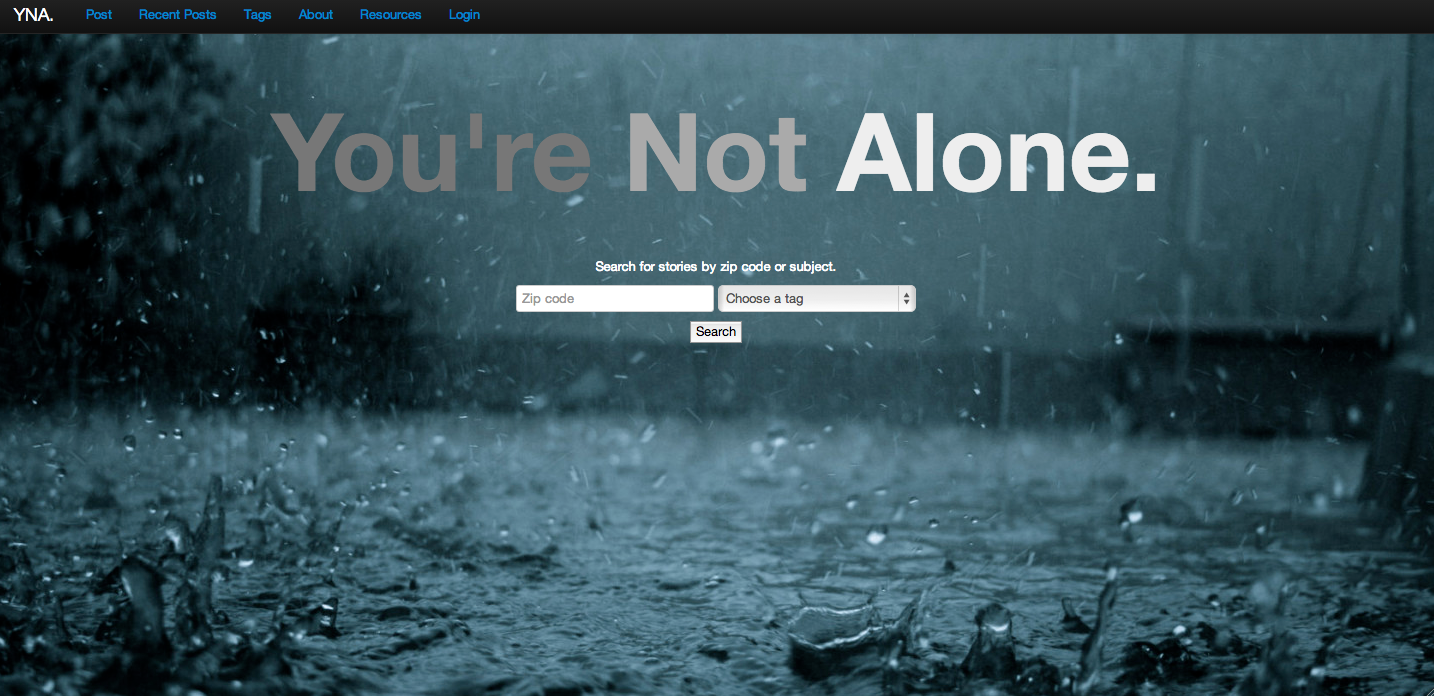 YNA. Post Recent Posts Tags About Resources Login
You're Not Alone.
Search for stories by zip code or subject.
Zip code Choose a tag
Search